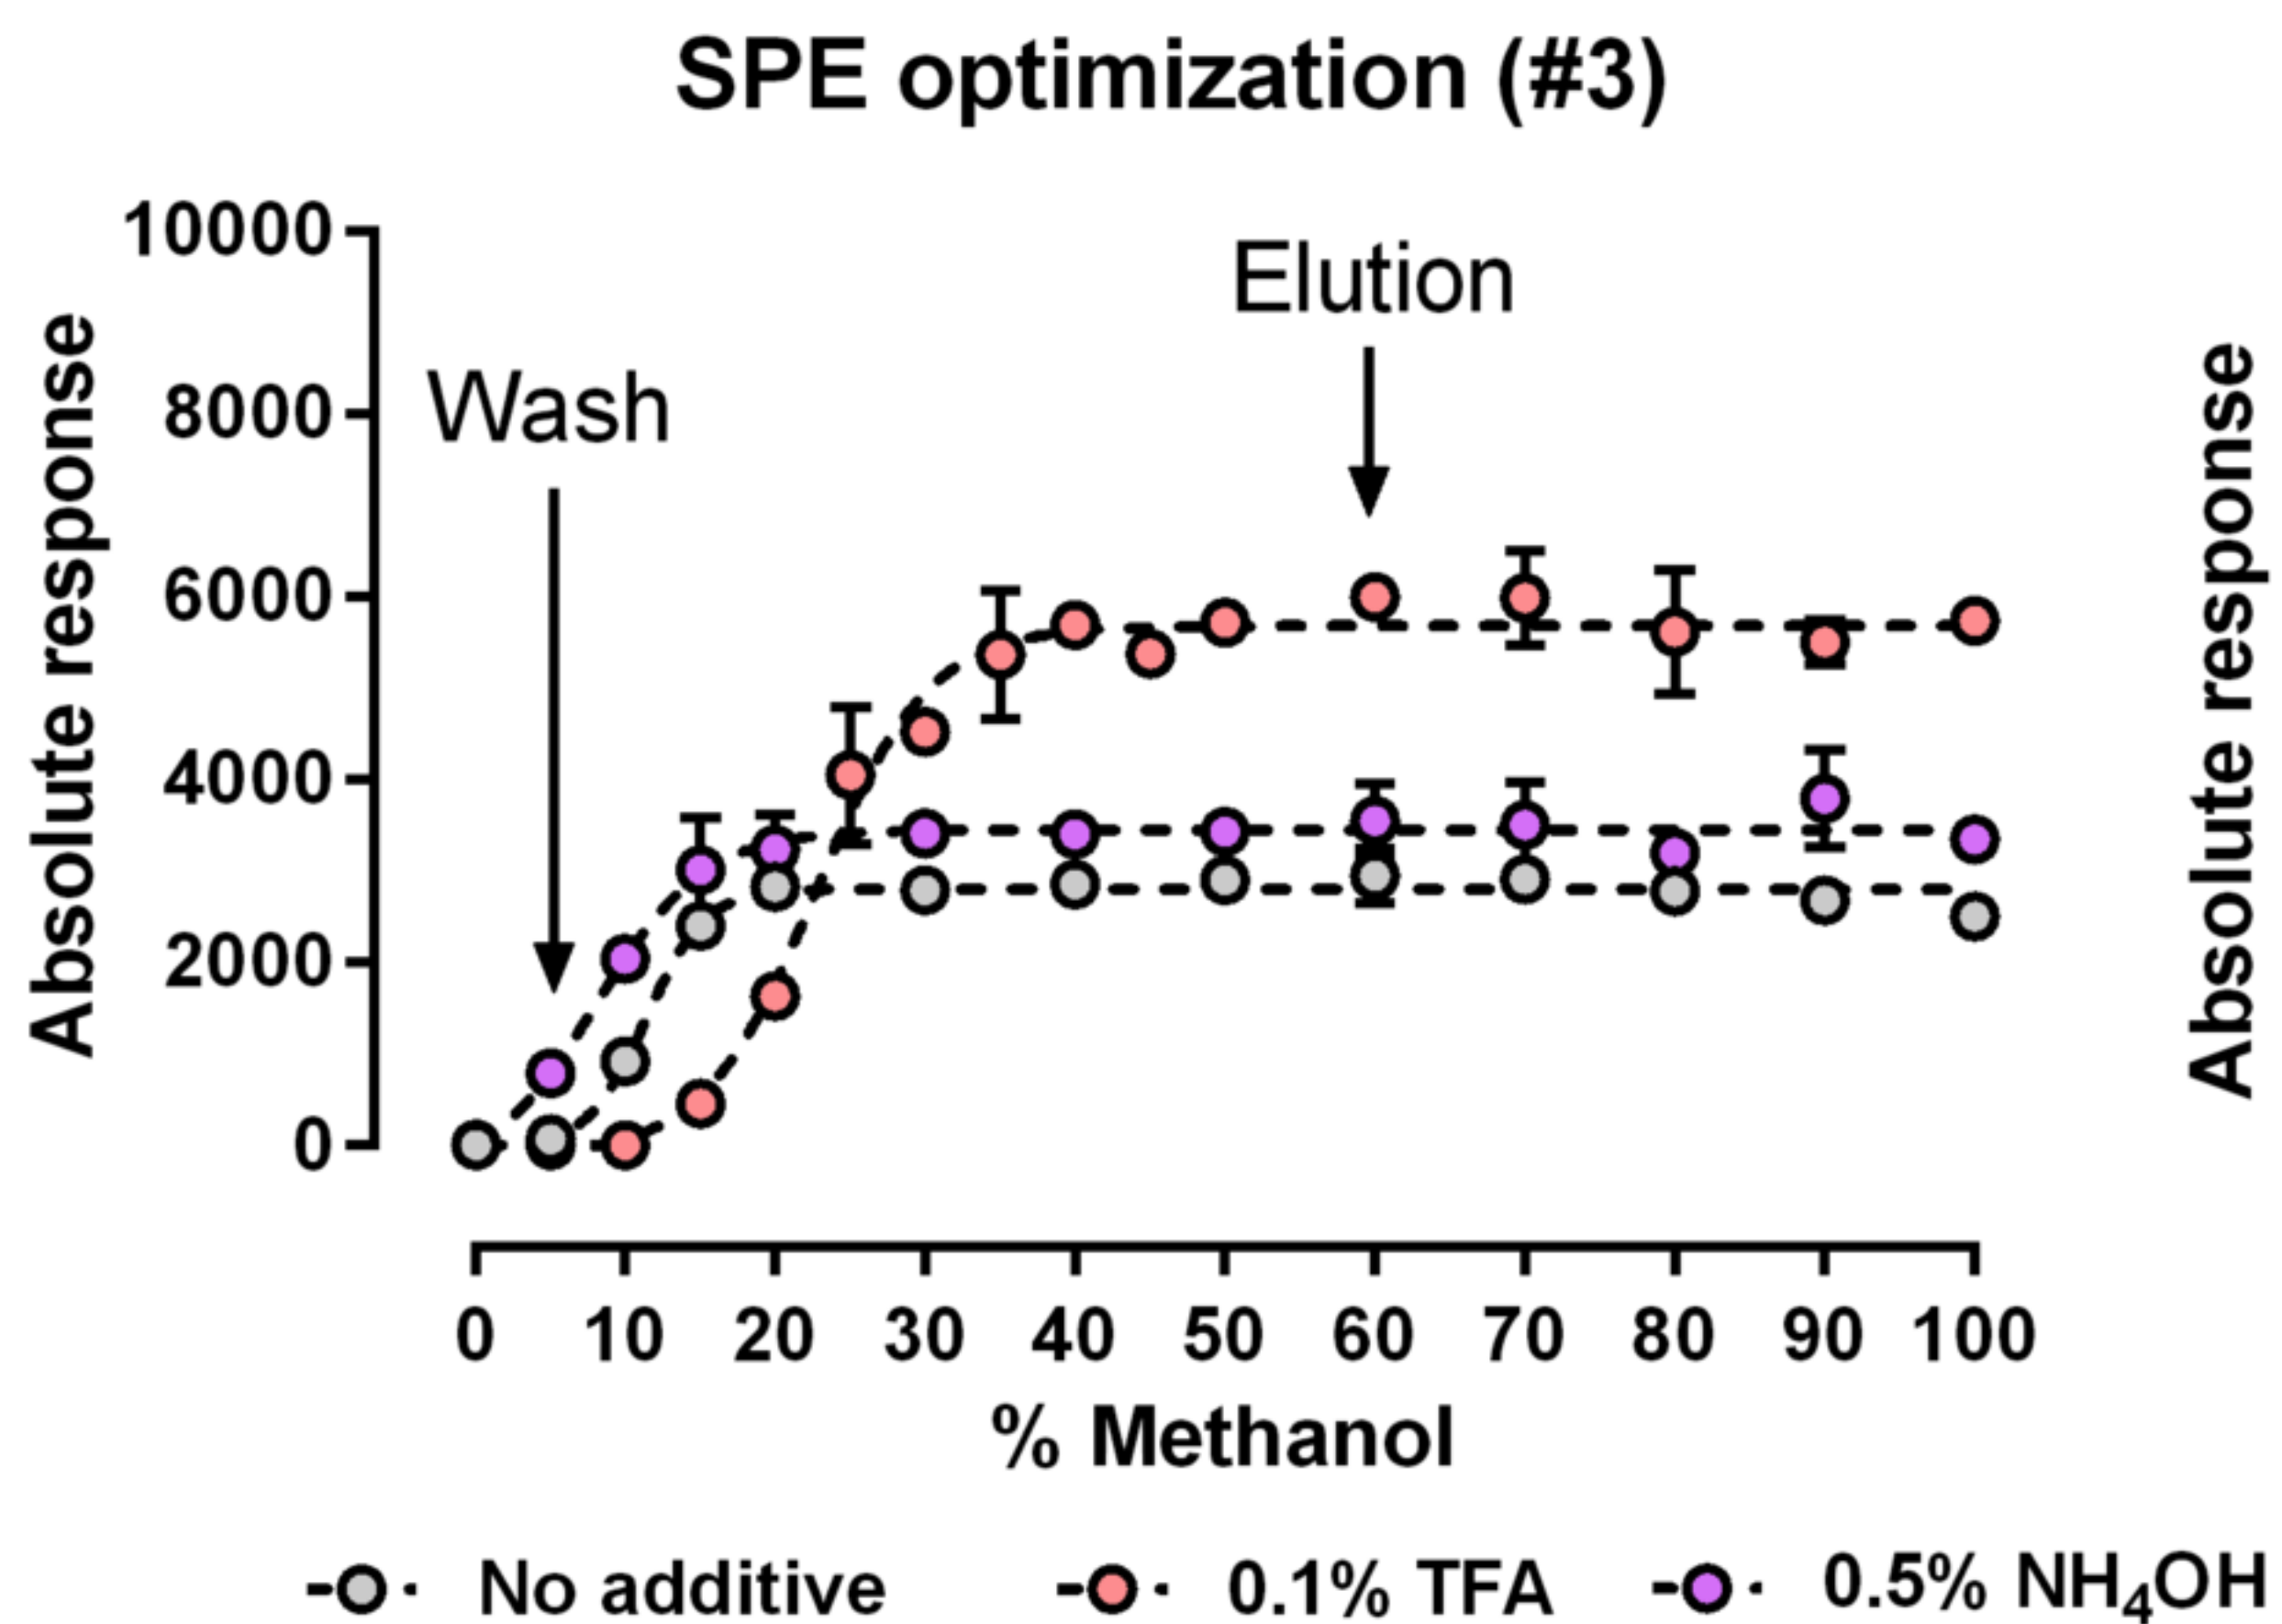 SPE optimization (#3)
10000
8000
6000
4000
2000
0
Absolute response
Wash
Elution
Absolute response
0 10 20 30 40 50 60 70 80 90 100
% Methanol
No additive 0.1% TFA 0.5% NH₄OH